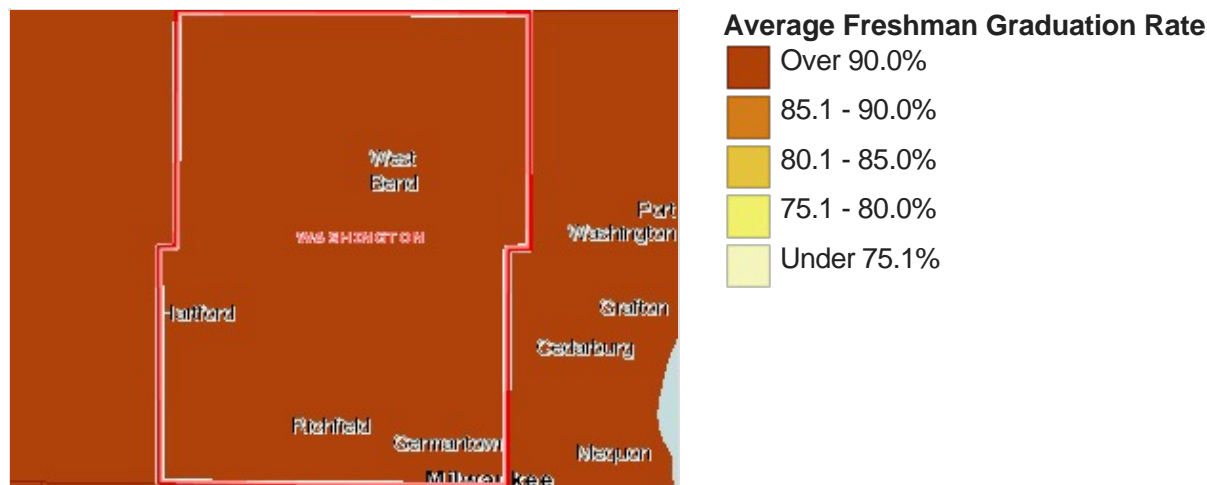 Average Freshman Graduation Rate
Over 90.0%
85.1 - 90.0%
80.1 - 85.0%
75.1 - 80.0%
Under 75.1%
West
Bend
WASHINGTON
Port
Washington
Hartford
Grafton
Cedarburg
Richfield
Germantown
Mequon
Milwaukee